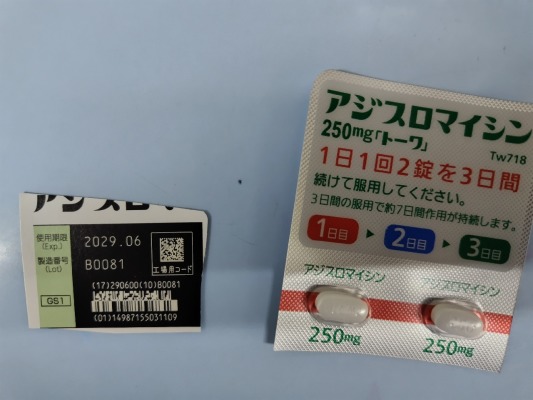 アジスロマイシン
250mg「トーワ」
Tw718
1日1回2錠を3日間
続けて服用してください。
3日間の服用で約7日間作用が持続します。
1日目 ▶ 2日目 ▶ 3日目
アジスロマイシン
アジスロマイシン
250mg
250mg
使用期限
(Exp.)
2029.06
製造番号
(Lot)
B0081
工場用コード
GS1
(17)290600(10)B0081
(01)14987155031109